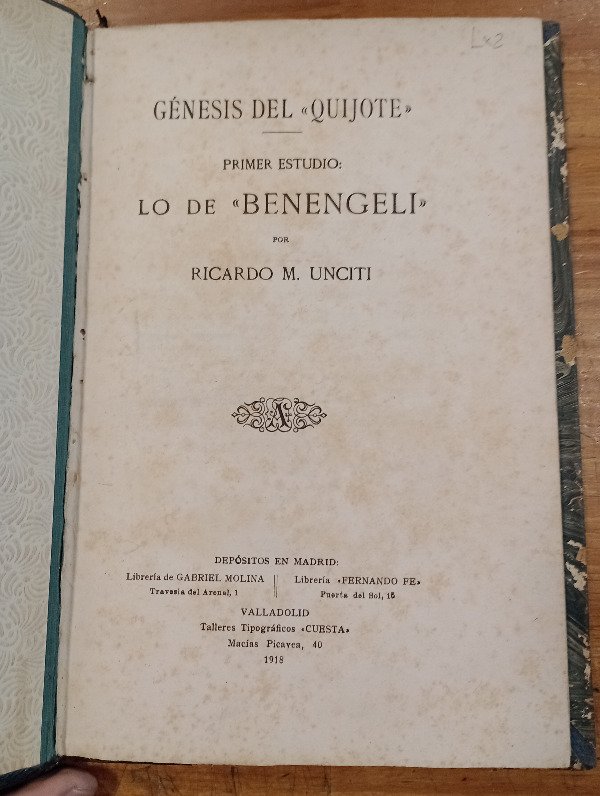 GÉNESIS DEL «QUIJOTE»
PRIMER ESTUDIO:
LO DE «BENENGELI»
POR
RICARDO M. UNCITI
DEPÓSITOS EN MADRID:
Librería de GABRIEL MOLINA
Travesía del Arenal, 1
Librería «FERNANDO FE»
Puerta del Sol, 15
VALLADOLID
Talleres Tipográficos «CUESTA»
Macías Picavea, 40
1918